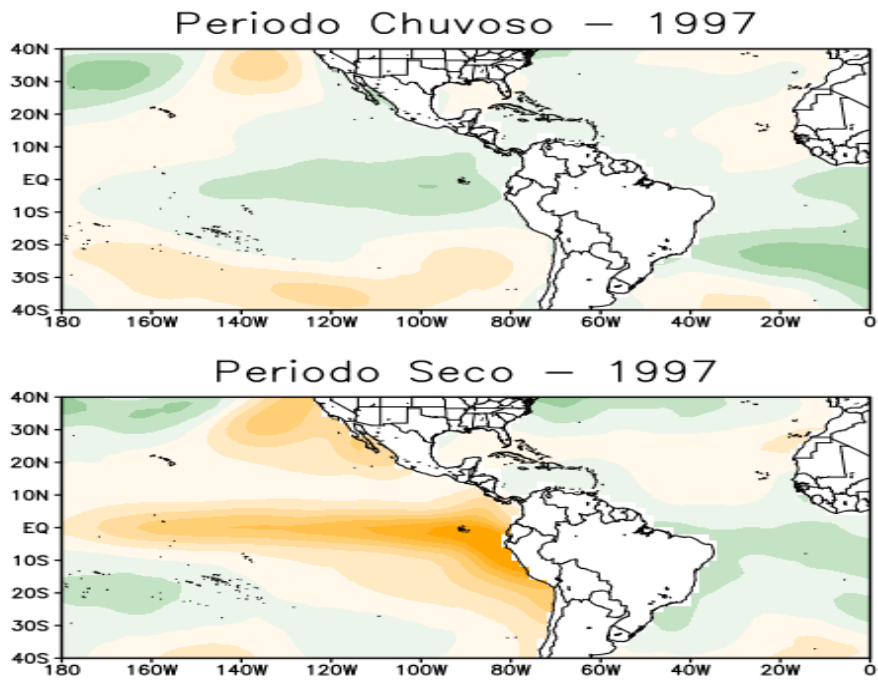 Periodo Chuvoso – 1997
40N
30N
20N
10N
EQ
10S
20S
30S
40S
180 160W 140W 120W 100W 80W 60W 40W 20W 0
Periodo Seco – 1997
40N
30N
20N
10N
EQ
10S
20S
30S
40S
180 160W 140W 120W 100W 80W 60W 40W 20W 0